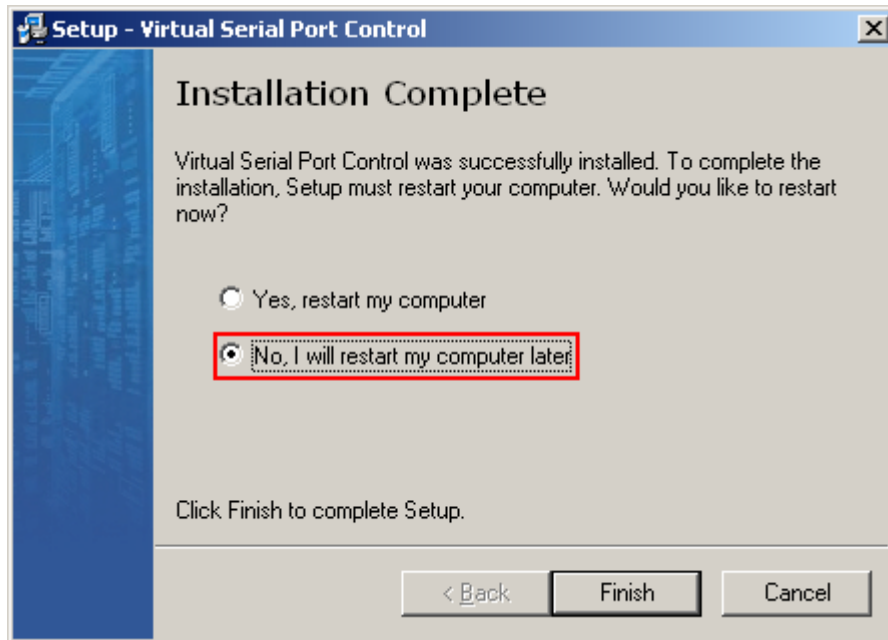 Setup - Virtual Serial Port Control
Installation Complete
Virtual Serial Port Control was successfully installed. To complete the
installation, Setup must restart your computer. Would you like to restart
now?
Yes, restart my computer
No, I will restart my computer later
Click Finish to complete Setup.
< Back Finish Cancel